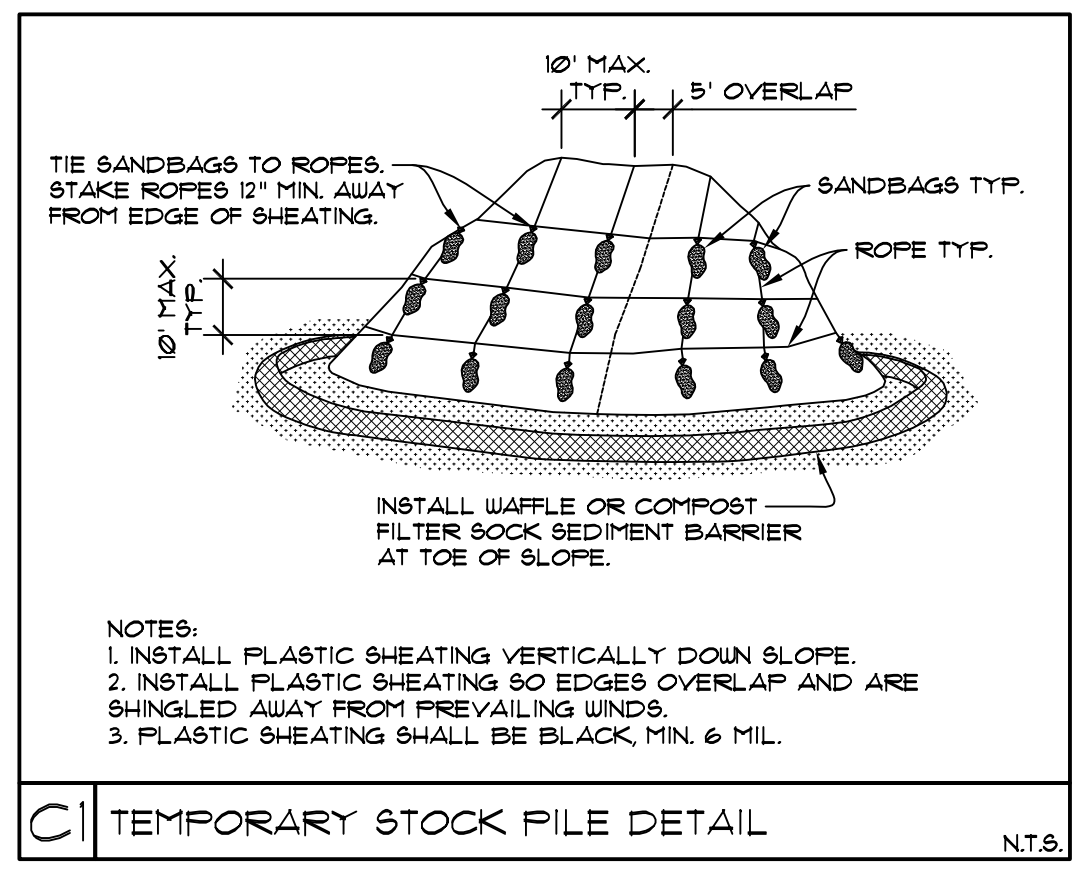 10' MAX.
TYP.
5' OVERLAP
TIE SANDBAGS TO ROPES.
STAKE ROPES 12" MIN. AWAY
FROM EDGE OF SHEATING.
SANDBAGS TYP.
ROPE TYP.
10' MAX.
TYP.
INSTALL WAFFLE OR COMPOST
FILTER SOCK SEDIMENT BARRIER
AT TOE OF SLOPE.
NOTES:
1. INSTALL PLASTIC SHEATING VERTICALLY DOWN SLOPE.
2. INSTALL PLASTIC SHEATING SO EDGES OVERLAP AND ARE
SHINGLED AWAY FROM PREVAILING WINDS.
3. PLASTIC SHEATING SHALL BE BLACK, MIN. 6 MIL.
C1 TEMPORARY STOCK PILE DETAIL
N.T.S.